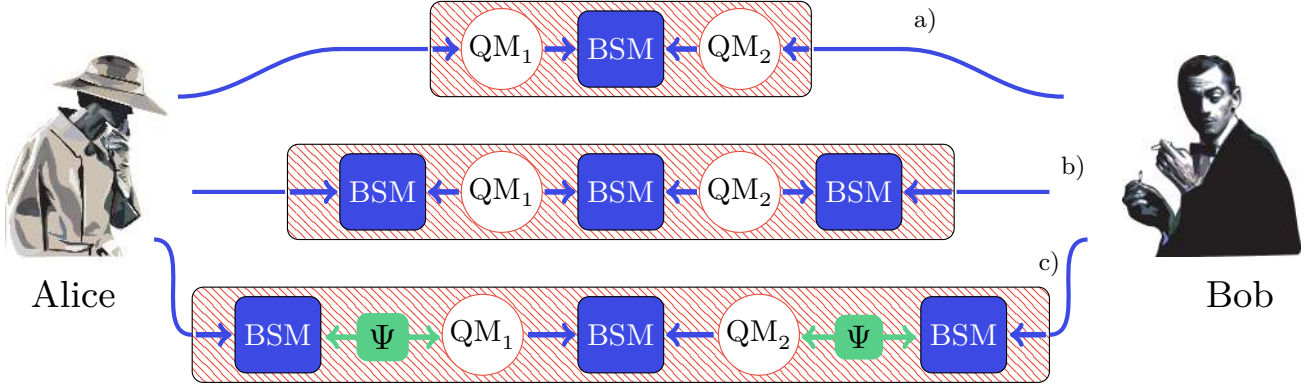 a)
QM₁ BSM QM₂
b)
BSM QM₁ BSM QM₂ BSM
c)
BSM Ψ QM₁ BSM QM₂ Ψ BSM
Alice
Bob